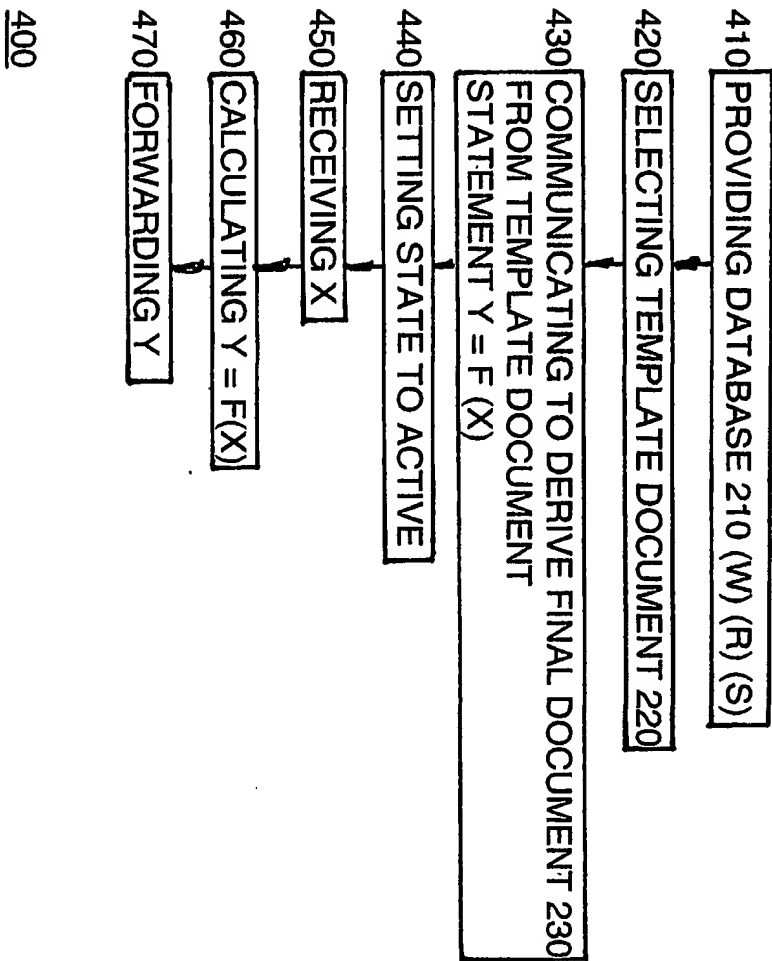 410 PROVIDING DATABASE 210 (W) (R) (S)
420 SELECTING TEMPLATE DOCUMENT 220
430 COMMUNICATING TO DERIVE FINAL DOCUMENT 230
FROM TEMPLATE DOCUMENT
STATEMENT Y = F (X)
440 SETTING STATE TO ACTIVE
450 RECEIVING X
460 CALCULATING Y = F(X)
470 FORWARDING Y
400